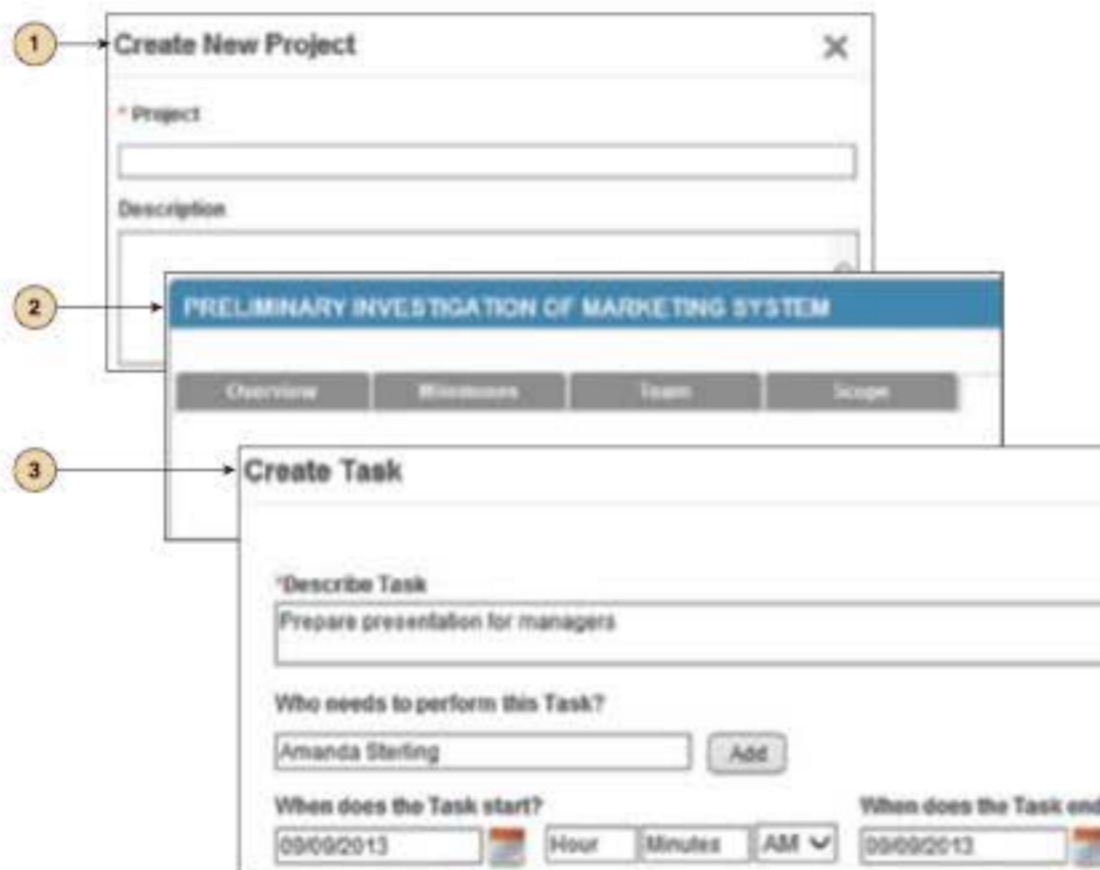 1
Create New Project
* Project
Description
2
PRELIMINARY INVESTIGATION OF MARKETING SYSTEM
Overview Milestones Team Scope
3
Create Task
*Describe Task
Prepare presentation for managers
Who needs to perform this Task?
Amanda Sterling Add
When does the Task start? When does the Task end
09/09/2013 Hour Minutes AM 09/09/2013